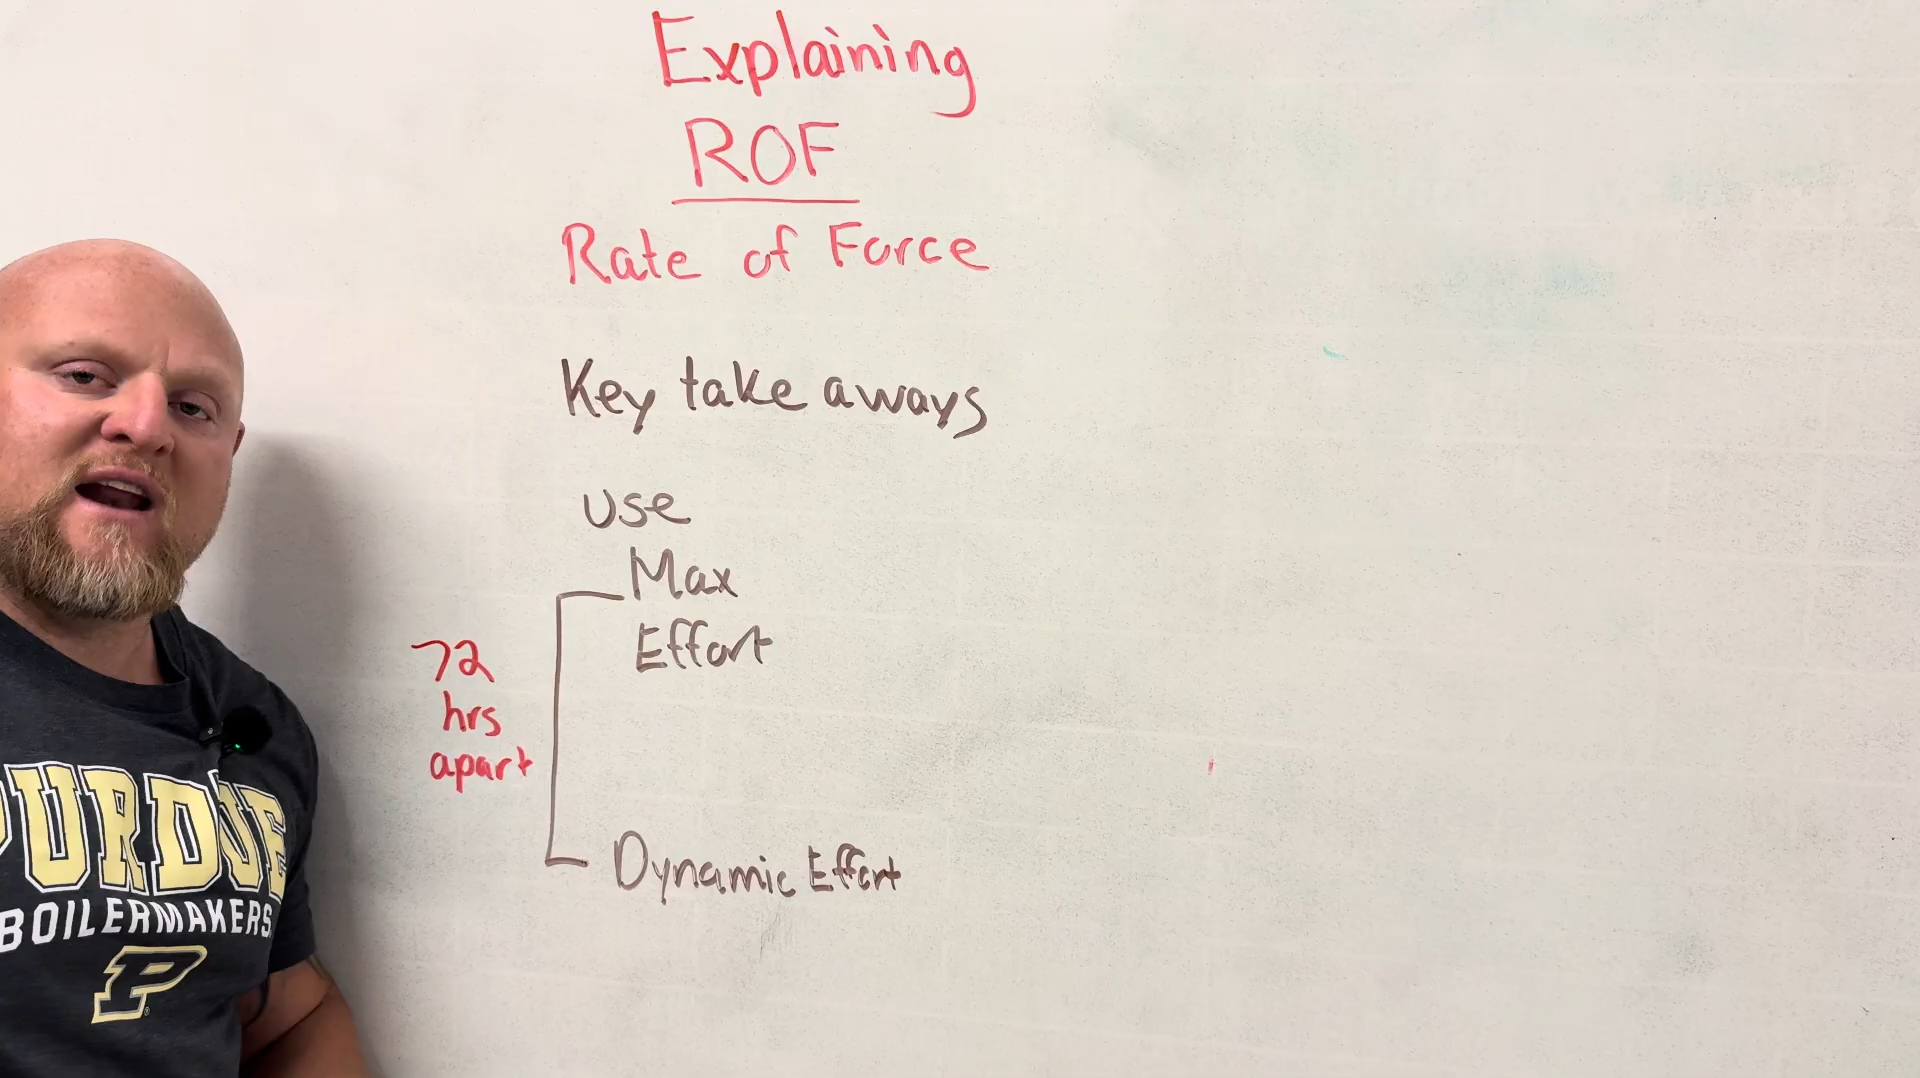 Explaining
ROF
Rate of Force
Key take aways
use
Max
Effort
72
hrs
apart
Dynamic Effort
PURDUE
BOILERMAKERS
P